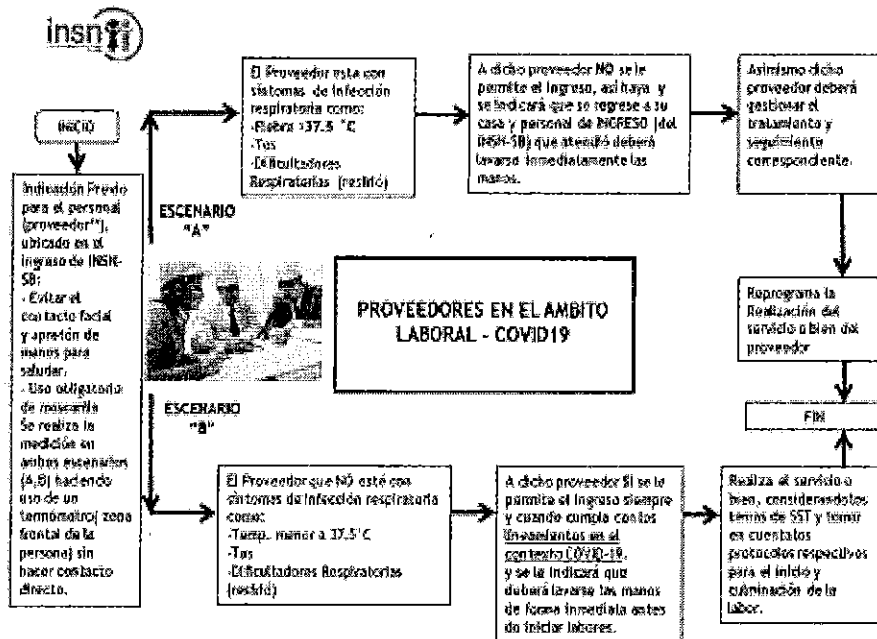 insn
INICIO
Indicación Previo
para el personal
(proveedor**),
ubicado en el
ingreso de INSN-
SB:
- Evitar el
contacto facial
y apretón de
manos para
saludar.
- Uso obligatorio
de mascarilla
Se realiza la
medición en
ambos escenarios
(A,B) haciendo
uso de un
termómetro( zona
frontal de la
persona) sin
hacer contacto
directo.
ESCENARIO
"A"
El Proveedor esta con
síntomas de infección
respiratoria como:
-Fiebre >37.5 °C
-Tos
-Dificultadores
Respiratorias (resfrió)
A dicho proveedor NO se le
permite el ingreso, así haya y
se indicará que se regrese a su
casa y personal de INGRESO (del
INSN-SB) que atendió deberá
lavarse inmediatamente las
manos.
Asimismo dicho
proveedor deberá
gestionar el
tratamiento y
seguimiento
correspondiente.
Reprograma la
Realización del
servicio o bien del
proveedor
FIN
PROVEEDORES EN EL AMBITO
LABORAL - COVID19
ESCENARIO
"B"
El Proveedor que NO esté con
síntomas de infección respiratoria
como:
-Temp. menor a 37.5°C
-Tos
-Dificultadores Respiratorias
(resfrió)
A dicho proveedor SI se le
permite el ingreso siempre
y cuando cumpla con los
lineamientos en el
contexto COVID-19.
y se le indicará que
deberá lavarse las manos
de forma inmediata antes
de iniciar labores.
Realiza el servicio o
bien, considerando los
temas de SST y tomar
en cuenta los
protocolos respectivos
para el inicio y
culminación de la
labor.